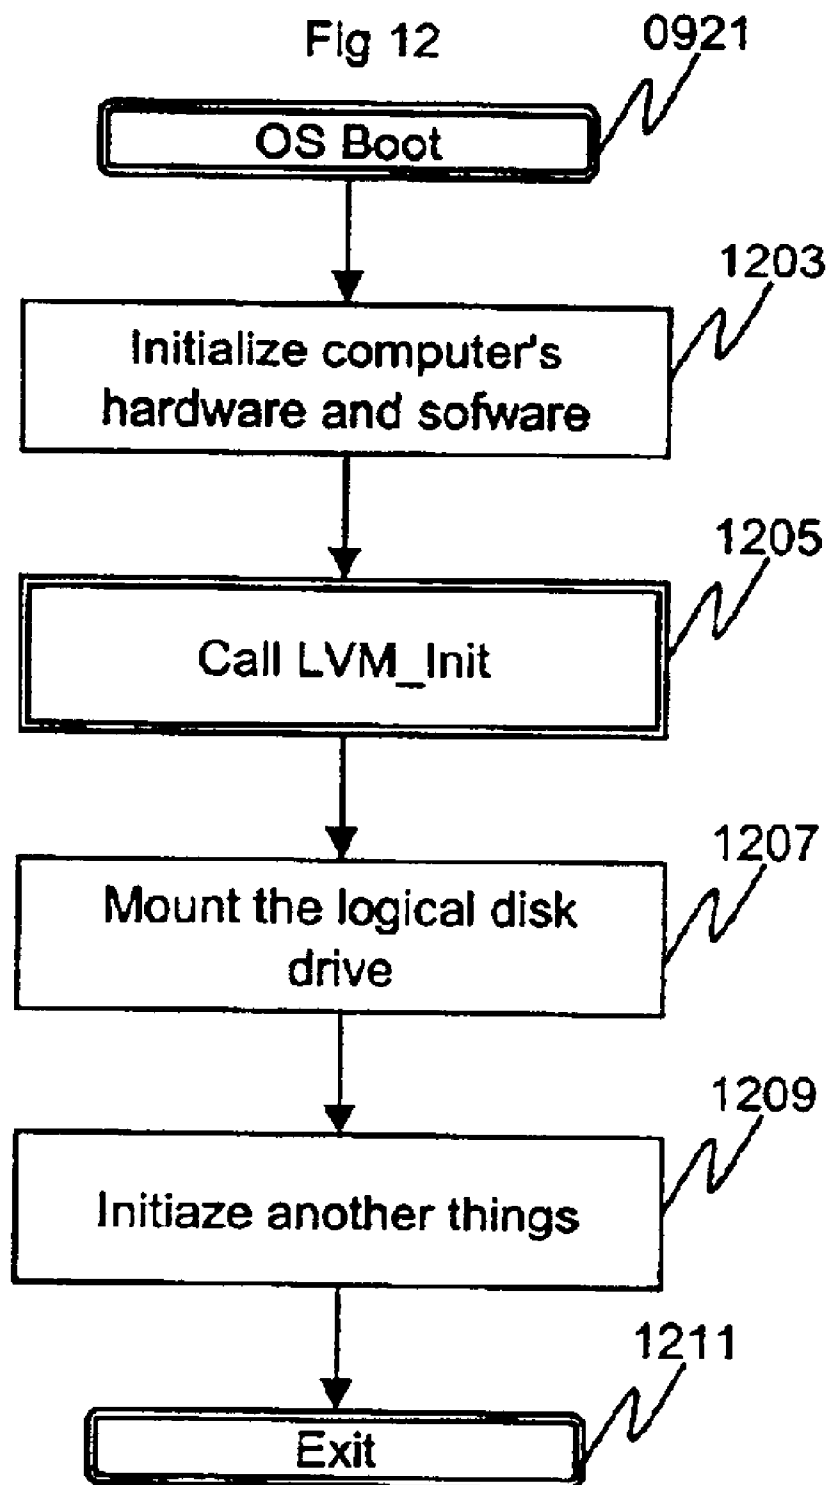 Fig 12
0921
OS Boot
1203
Initialize computer's
hardware and sofware
1205
Call LVM_Init
1207
Mount the logical disk
drive
1209
Initiaze another things
1211
Exit